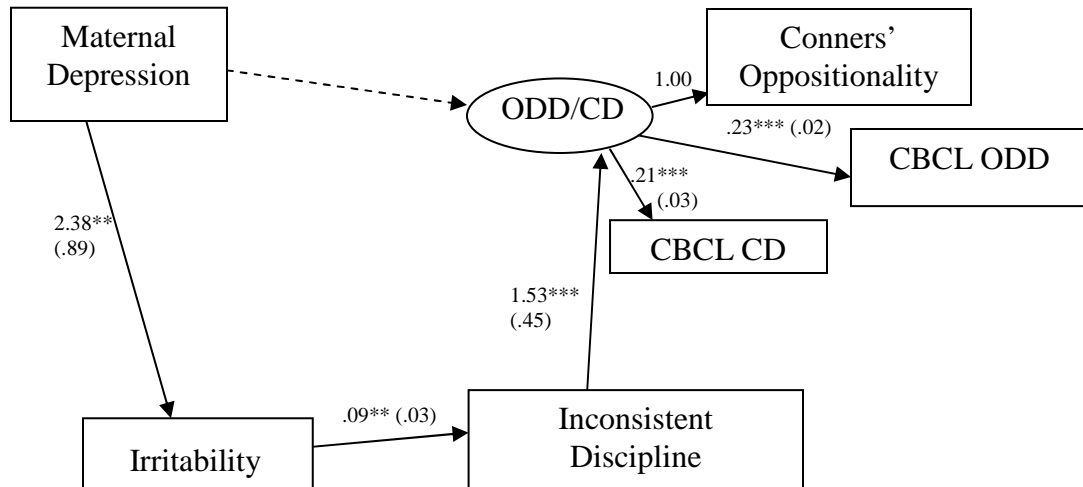 Maternal
Depression
Conners’
Oppositionality
1.00
ODD/CD
.23*** (.02)
CBCL ODD
.21***
(.03)
CBCL CD
2.38**
(.89)
1.53***
(.45)
.09** (.03)
Irritability
Inconsistent
Discipline